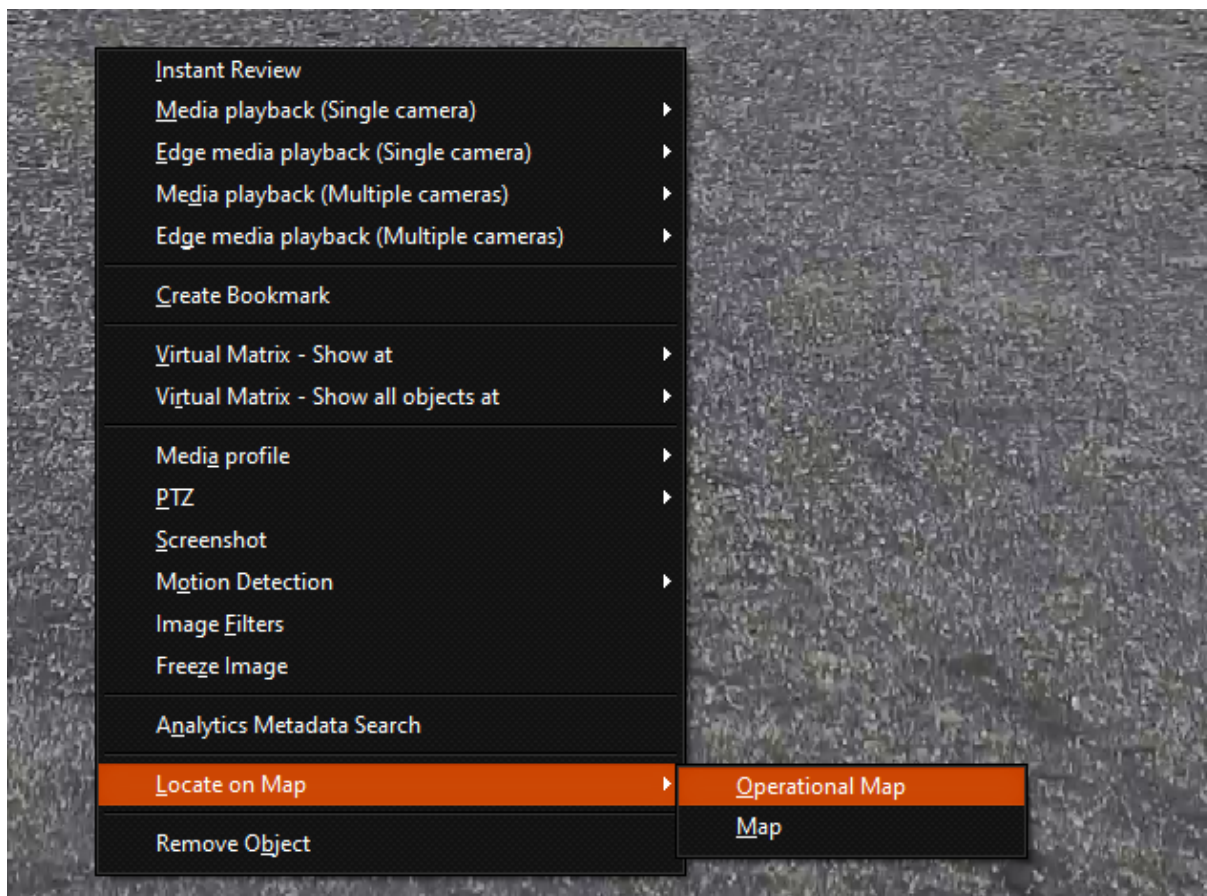 Instant Review
Media playback (Single camera)
Edge media playback (Single camera)
Media playback (Multiple cameras)
Edge media playback (Multiple cameras)
Create Bookmark
Virtual Matrix - Show at
Virtual Matrix - Show all objects at
Media profile
PTZ
Screenshot
Motion Detection
Image Filters
Freeze Image
Analytics Metadata Search
Locate on Map
Operational Map
Map
Remove Object